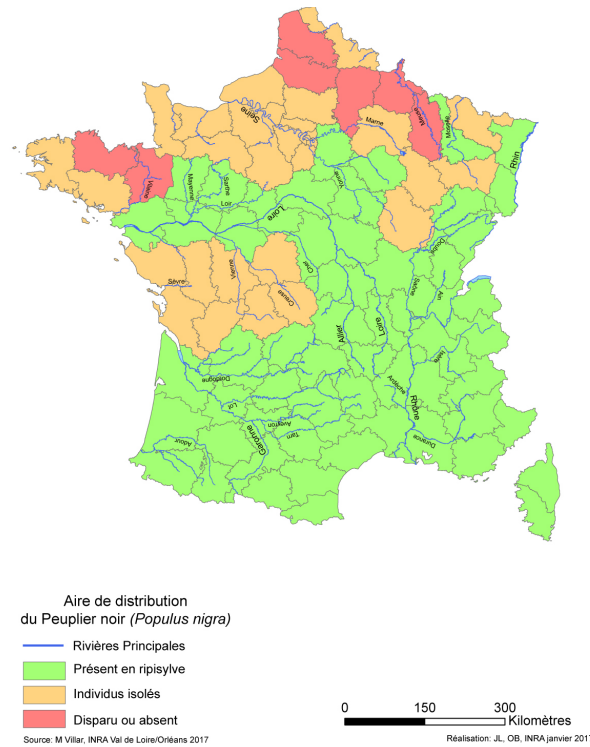 Seine
Marne
Meuse
Moselle
Rhin
Vilaine
Mayenne
Sarthe
Loir
Loire
Yonne
Doubs
Saône
Ain
Sèvre
Vienne
Creuse
Cher
Allier
Loire
Isère
Dordogne
Lot
Aveyron
Tarn
Garonne
Adour
Ardèche
Rhône
Durance
Aire de distribution
du Peuplier noir (Populus nigra)
Rivières Principales
Présent en ripisylve
Individus isolés
Disparu ou absent
0 150 300
Kilomètres
Source: M Villar, INRA Val de Loire/Orléans 2017
Réalisation: JL, OB, INRA janvier 2017